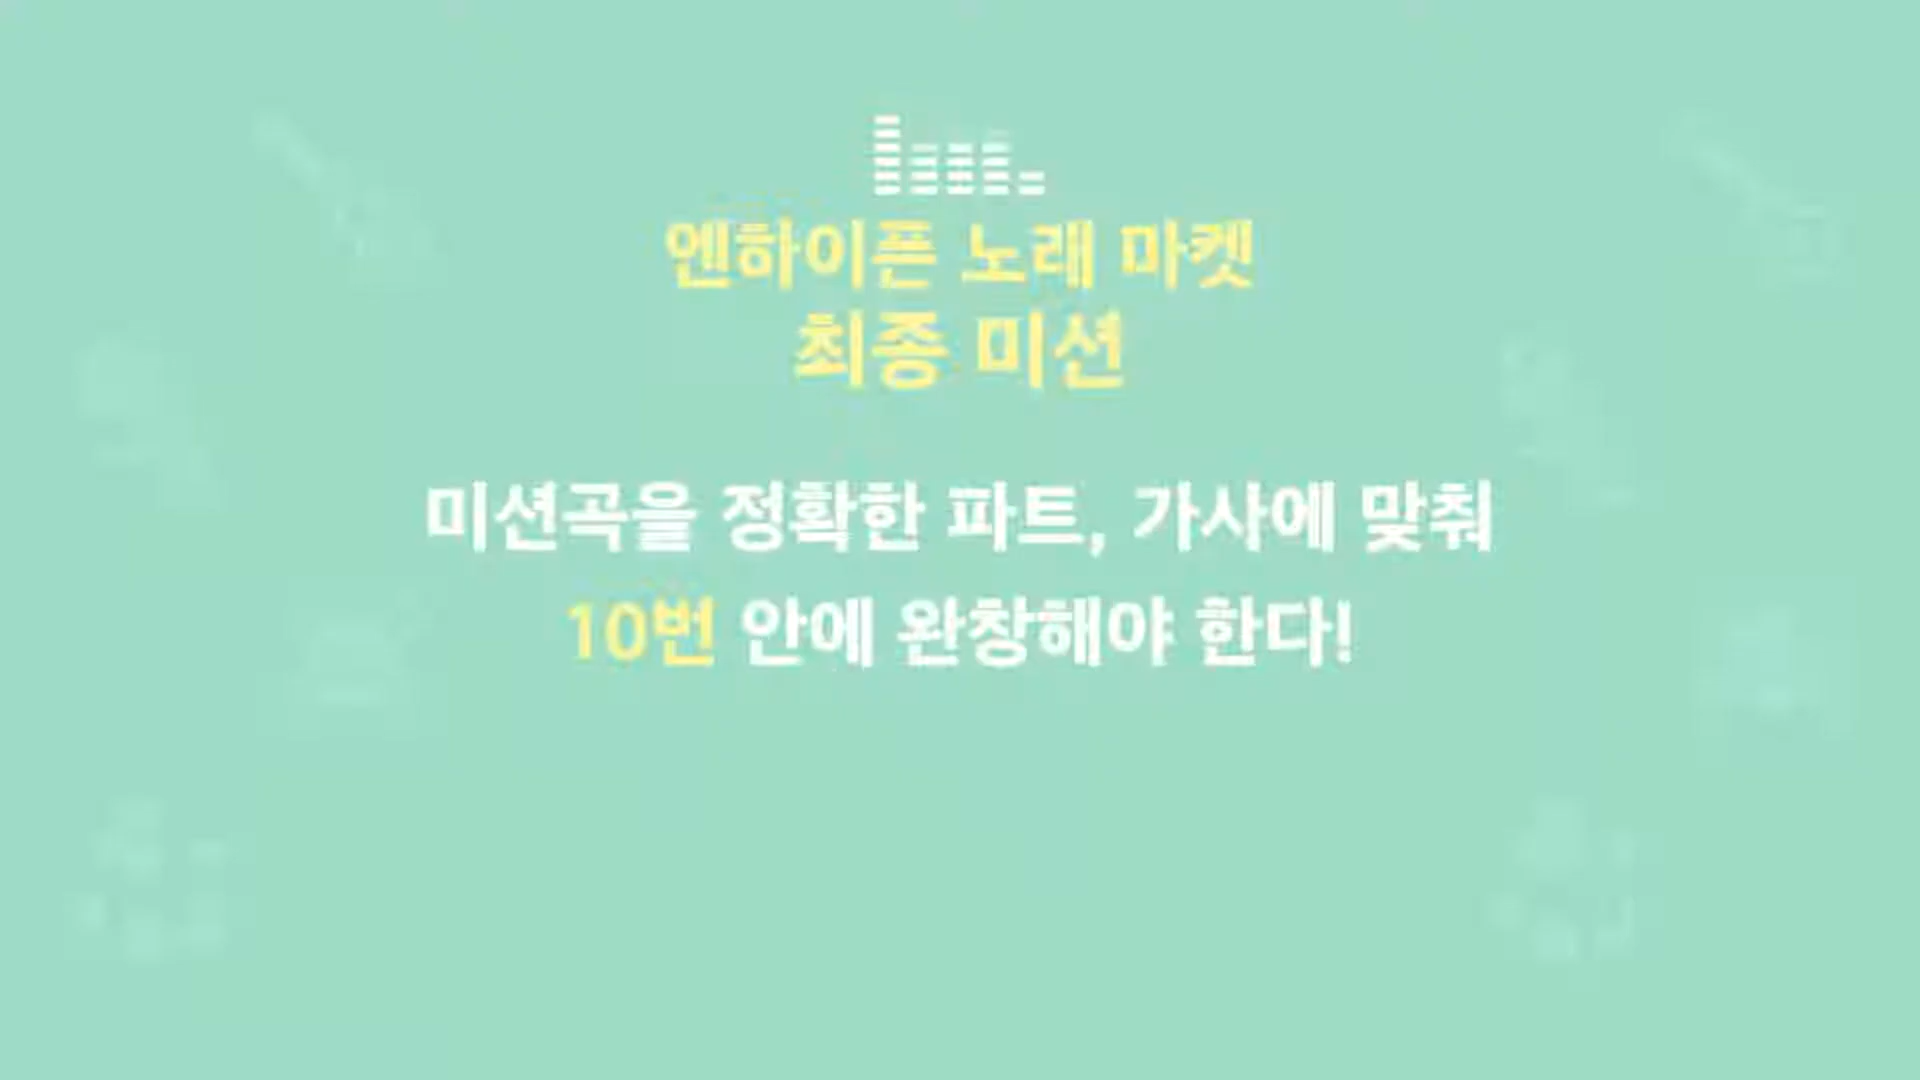 엔하이픈 노래 마켓
최종 미션
미션곡을 정확한 파트, 가사에 맞춰
10번 안에 완창해야 한다!